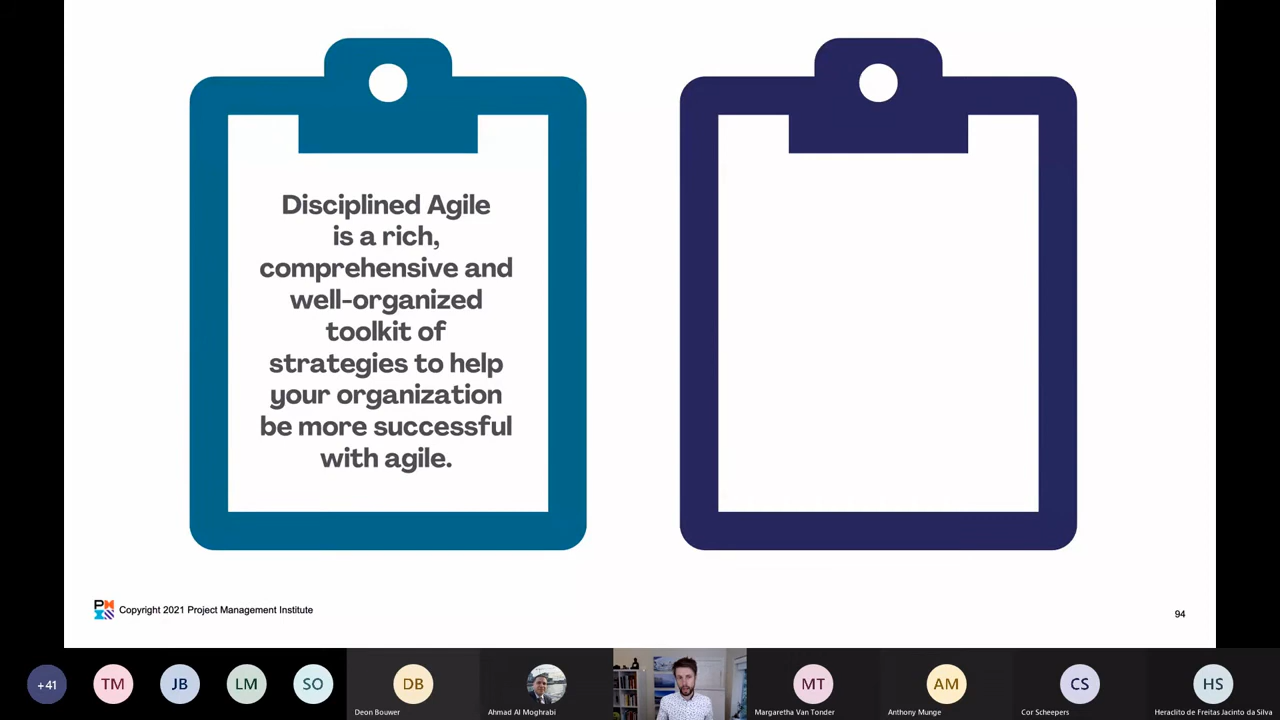 Disciplined Agile
is a rich,
comprehensive and
well-organized
toolkit of
strategies to help
your organization
be more successful
with agile.
Copyright 2021 Project Management Institute
94
+41
TM
JB
LM
SO
DB
Deon Bouwer
Ahmad Al Moghrabi
MT
Margaretha Van Tonder
AM
Anthony Munge
CS
Cor Scheepers
HS
Heraclito de Freitas Jacinto da Silva